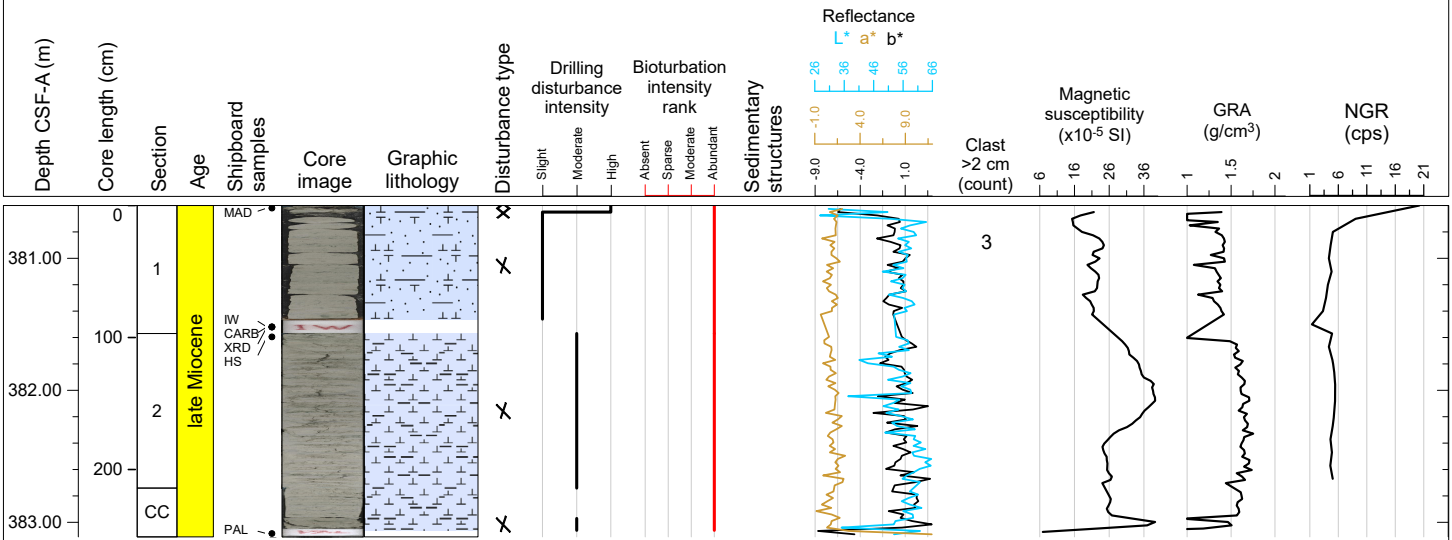 Depth CSF-A (m)
Core length (cm)
Section
Age
Shipboard
samples
Core
image
Graphic
lithology
Disturbance type
Drilling
disturbance
intensity
Slight
Moderate
High
Bioturbation
intensity
rank
Absent
Sparse
Moderate
Abundant
Sedimentary
structures
Reflectance
L* a* b*
26 36 46 56 66
-1.0 4.0 9.0
-9.0 -4.0 1.0
Clast
>2 cm
(count)
Magnetic
susceptibility
(x10-5 SI)
6 16 26 36
GRA
(g/cm3)
1 1.5 2
NGR
(cps)
1 6 11 16 21
0
MAD
3
381.00
1
late Miocene
IW
IW
CARB
100
XRD
HS
382.00
2
200
CC
383.00
PAL